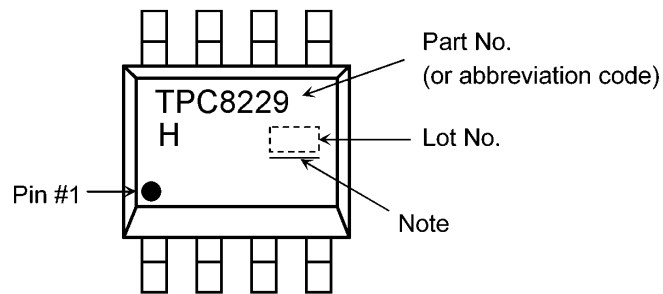 Part No.
(or abbreviation code)
TPC8229
H
Lot No.
Pin #1
Note